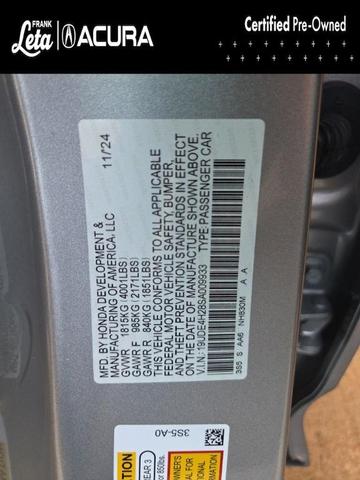 FRANK
Leta
ACURA
Certified Pre-Owned
MFD. BY HONDA DEVELOPMENT &
MANUFACTURING OF AMERICA, LLC
11/24
GVWR 1815KG (4001LBS)
GAWR F 985KG (2171LBS)
GAWR R 840KG (1851LBS)
THIS VEHICLE CONFORMS TO ALL APPLICABLE
FEDERAL MOTOR VEHICLE SAFETY, BUMPER,
AND THEFT PREVENTION STANDARDS IN EFFECT
ON THE DATE OF MANUFACTURE SHOWN ABOVE.
V.I.N.: 19UDE4H28SA009933 TYPE: PASSENGER CAR
3S5 S AA6 NH830M A A
3S5-A0
REAR 3